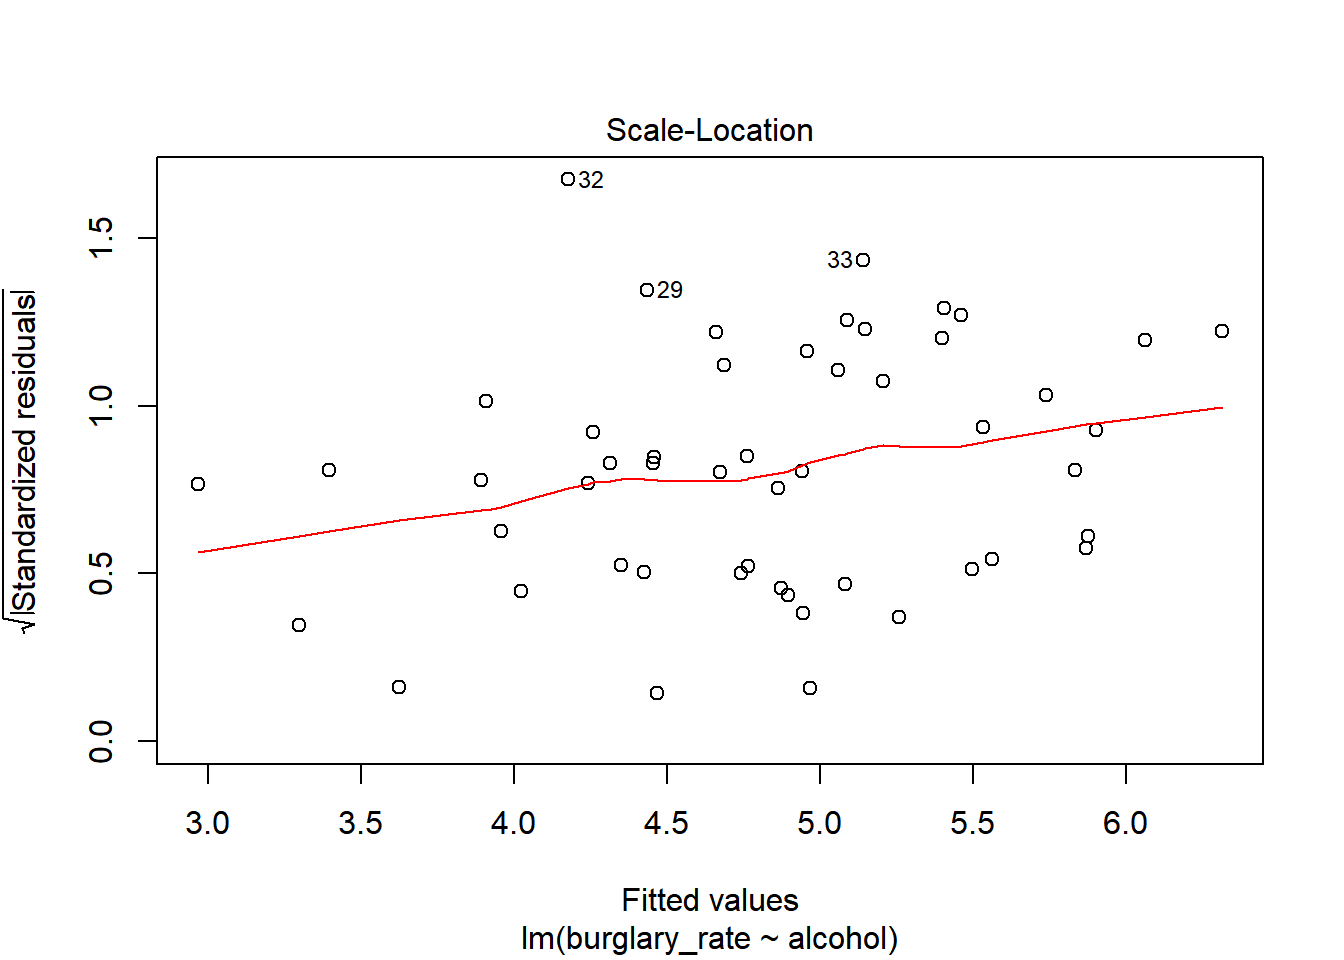 Scale-Location
√|Standardized residuals|
1.5
1.0
0.5
0.0
32
33
29
3.0 3.5 4.0 4.5 5.0 5.5 6.0
Fitted values
lm(burglary_rate ~ alcohol)